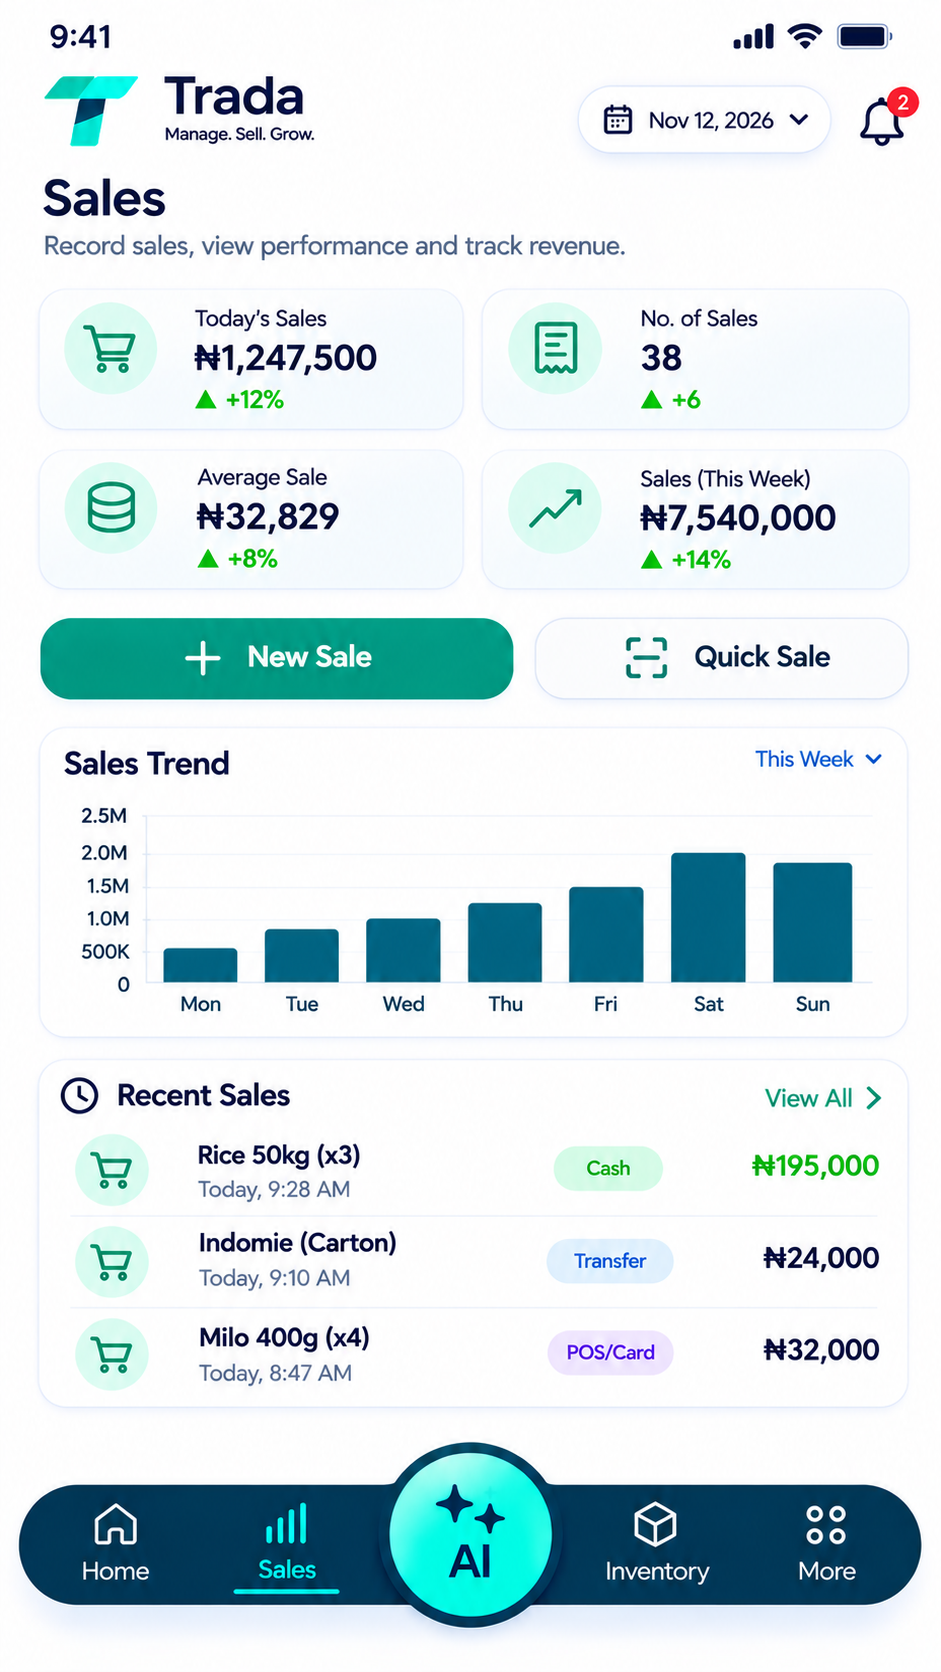 9:41
Trada
Manage. Sell. Grow.
Nov 12, 2026
2
Sales
Record sales, view performance and track revenue.
Today's Sales
₦1,247,500
▲ +12%
No. of Sales
38
▲ +6
Average Sale
₦32,829
▲ +8%
Sales (This Week)
₦7,540,000
▲ +14%
New Sale
Quick Sale
Sales Trend
This Week
2.5M
2.0M
1.5M
1.0M
500K
0
Mon Tue Wed Thu Fri Sat Sun
Recent Sales
View All
Rice 50kg (x3)
Today, 9:28 AM
Cash
₦195,000
Indomie (Carton)
Today, 9:10 AM
Transfer
₦24,000
Milo 400g (x4)
Today, 8:47 AM
POS/Card
₦32,000
Home
Sales
AI
Inventory
More